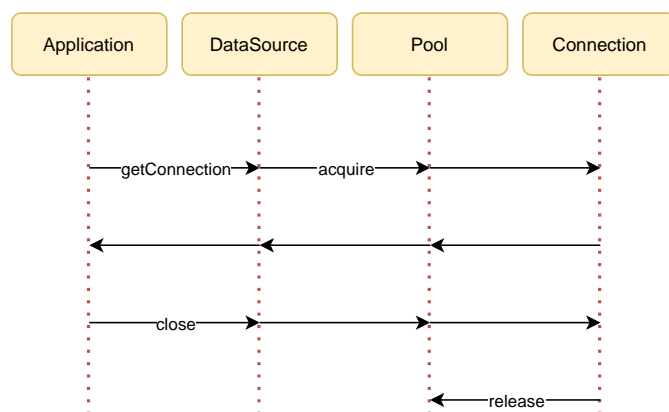 Application
DataSource
Pool
Connection
getConnection
acquire
close
release